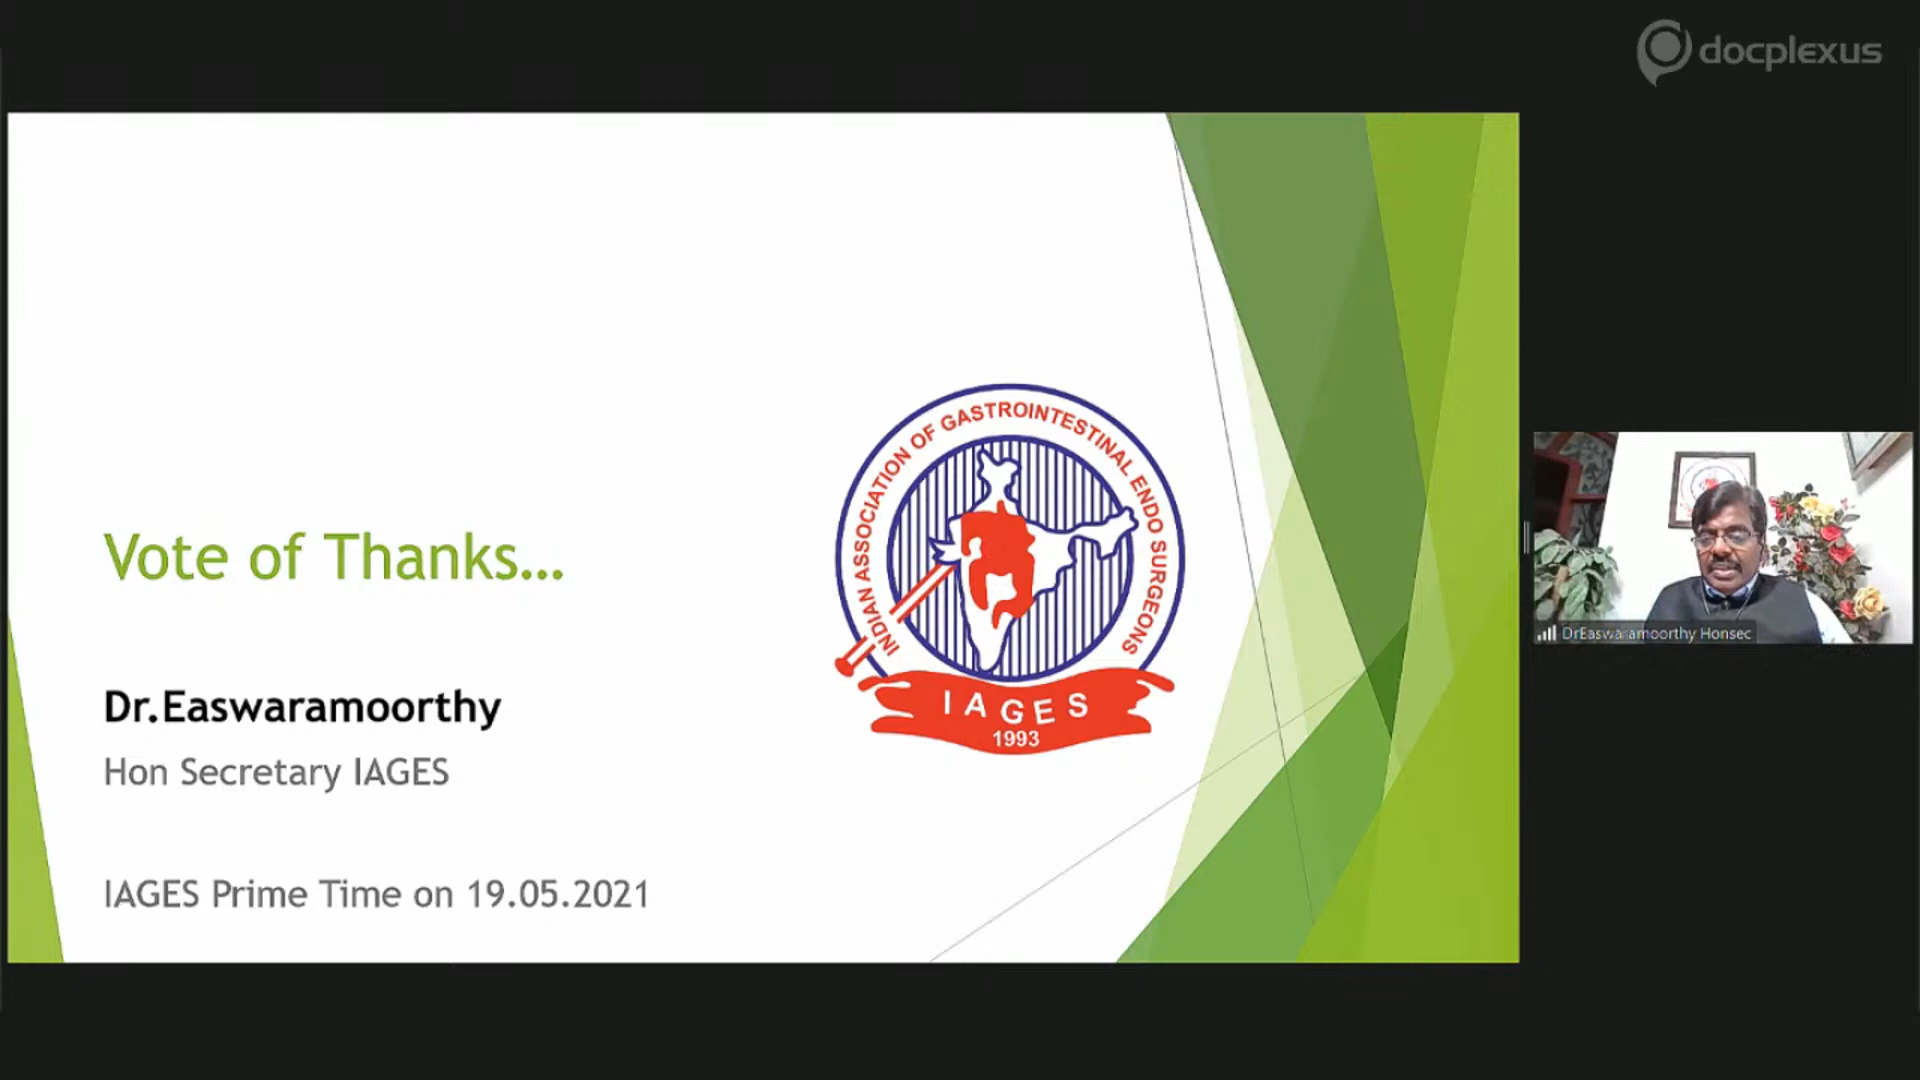 docplexus
Vote of Thanks...
Dr.Easwaramoorthy
Hon Secretary IAGES
IAGES Prime Time on 19.05.2021
INDIAN ASSOCIATION OF GASTROINTESTINAL ENDO SURGEONS
IAGES
1993
DrEaswaramoorthy Honsec